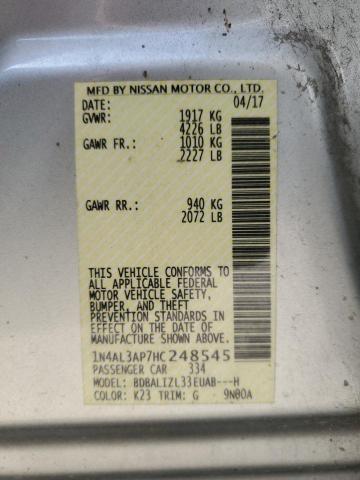 MFD BY NISSAN MOTOR CO., LTD.
DATE: 04/17
GVWR: 1917 KG
4226 LB
GAWR FR.: 1010 KG
2227 LB
GAWR RR.: 940 KG
2072 LB
THIS VEHICLE CONFORMS TO
ALL APPLICABLE FEDERAL
MOTOR VEHICLE SAFETY,
BUMPER, AND THEFT
PREVENTION STANDARDS IN
EFFECT ON THE DATE OF
MANUFACTURE SHOWN ABOVE.
1N4AL3AP7HC248545
PASSENGER CAR 334
MODEL: BDBALIZL33EUAB---H
COLOR: K23 TRIM: G 9N00A